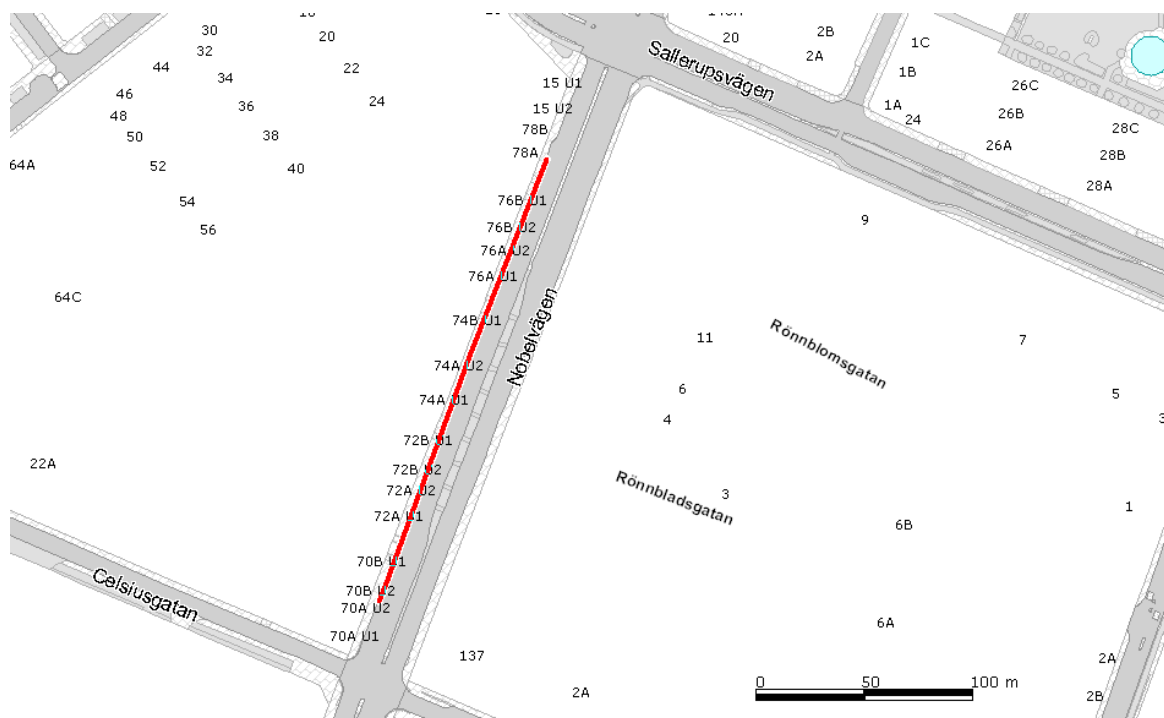 30
20
2B
32
20
1C
Sallerupsvägen
2A
44
22
34
1B
15 U1
26C
46
24
36
1A
15 U2
24
26B
48
28C
50
38
78B
26A
64A
52
40
78A
28B
28A
54
76B U1
9
56
76B U2
76A U2
76A U1
64C
74B U1
Nobelvägen
11
Rönnblomsgatan
7
74A U2
6
5
74A U1
4
3
72B U1
22A
72B U2
72A U2
Rönnbladsgatan
3
1
72A U1
6B
70B U1
Celsiusgatan
70B U2
70A U2
6A
70A U1
137
2A
0 50 100 m
2A
2B